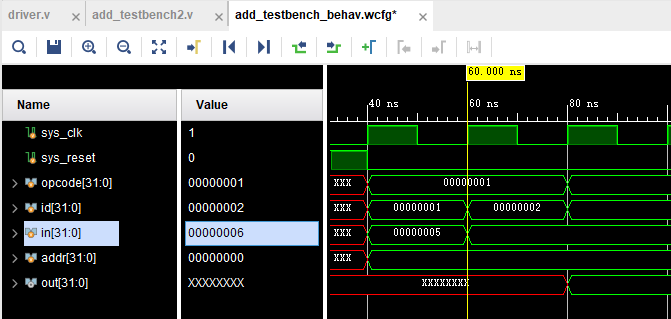 driver.v × add_testbench2.v × add_testbench_behav.wcfg*
60.000 ns
Name Value 40 ns 60 ns 80 ns
sys_clk 1
sys_reset 0
opcode[31:0] 00000001 XXX 00000001
id[31:0] 00000002 XXX 00000001 00000002
in[31:0] 00000006 XXX 00000005
addr[31:0] 00000000 XXX
out[31:0] XXXXXXXX XXXXXXXX